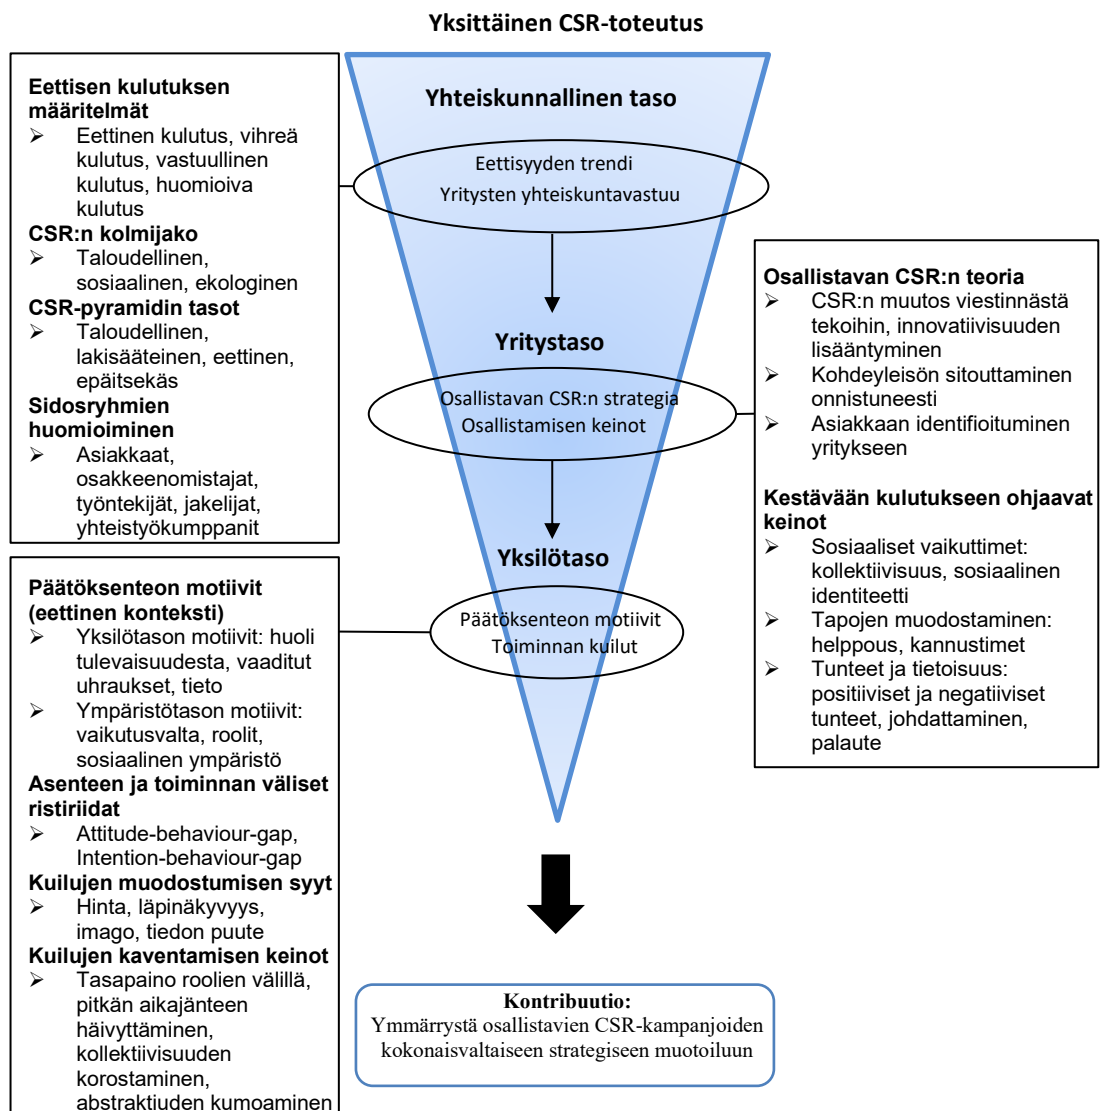 Yksittäinen CSR-toteutus
Eettisen kulutuksen
määritelmät
➢ Eettinen kulutus, vihreä
kulutus, vastuullinen
kulutus, huomioiva
kulutus
CSR:n kolmijako
➢ Taloudellinen,
sosiaalinen, ekologinen
CSR-pyramidin tasot
➢ Taloudellinen,
lakisääteinen, eettinen,
epäitsekäs
Sidosryhmien
huomioiminen
➢ Asiakkaat,
osakkeenomistajat,
työntekijät, jakelijat,
yhteistyökumppanit
Yhteiskunnallinen taso
Eettisyyden trendi
Yritysten yhteiskuntavastuu
Yritystaso
Osallistavan CSR:n strategia
Osallistamisen keinot
Osallistavan CSR:n teoria
➢ CSR:n muutos viestinnästä
tekoihin, innovatiivisuuden
lisääntyminen
➢ Kohdeyleisön sitouttaminen
onnistuneesti
➢ Asiakkaan identifioituminen
yritykseen
Kestävään kulutukseen ohjaavat
keinot
➢ Sosiaaliset vaikuttimet:
kollektiivisuus, sosiaalinen
identiteetti
➢ Tapojen muodostaminen:
helppous, kannustimet
➢ Tunteet ja tietoisuus:
positiiviset ja negatiiviset
tunteet, johdattaminen,
palaute
Yksilötaso
Päätöksenteon motiivit
Toiminnan kuilut
Päätöksenteon motiivit
(eettinen konteksti)
➢ Yksilötason motiivit: huoli
tulevaisuudesta, vaaditut
uhraukset, tieto
➢ Ympäristötason motiivit:
vaikutusvalta, roolit,
sosiaalinen ympäristö
Asenteen ja toiminnan väliset
ristiriidat
➢ Attitude-behaviour-gap,
Intention-behaviour-gap
Kuilujen muodostumisen syyt
➢ Hinta, läpinäkyvyys,
imago, tiedon puute
Kuilujen kaventamisen keinot
➢ Tasapaino roolien välillä,
pitkän aikajänteen
häivyttäminen,
kollektiivisuuden
korostaminen,
abstraktiuden kumoaminen
Kontribuutio:
Ymmärrystä osallistavien CSR-kampanjoiden
kokonaisvaltaiseen strategiseen muotoiluun